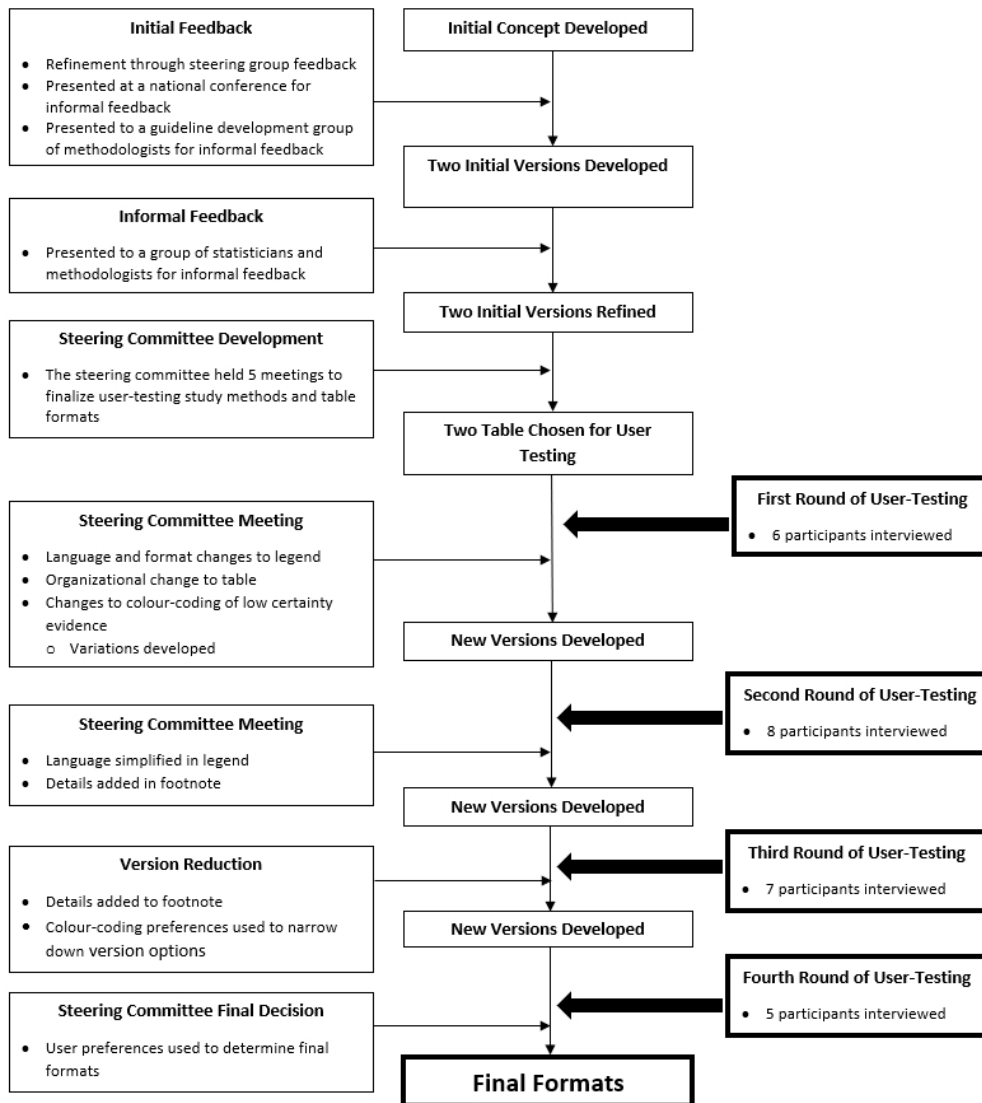 Initial Feedback
• Refinement through steering group feedback
• Presented at a national conference for
informal feedback
• Presented to a guideline development group
of methodologists for informal feedback
Initial Concept Developed
Two Initial Versions Developed
Informal Feedback
• Presented to a group of statisticians and
methodologists for informal feedback
Two Initial Versions Refined
Steering Committee Development
• The steering committee held 5 meetings to
finalize user-testing study methods and table
formats
Two Table Chosen for User
Testing
First Round of User-Testing
• 6 participants interviewed
Steering Committee Meeting
• Language and format changes to legend
• Organizational change to table
• Changes to colour-coding of low certainty
evidence
o Variations developed
New Versions Developed
Second Round of User-Testing
• 8 participants interviewed
Steering Committee Meeting
• Language simplified in legend
• Details added in footnote
New Versions Developed
Third Round of User-Testing
• 7 participants interviewed
Version Reduction
• Details added to footnote
• Colour-coding preferences used to narrow
down version options
New Versions Developed
Fourth Round of User-Testing
• 5 participants interviewed
Steering Committee Final Decision
• User preferences used to determine final
formats
Final Formats